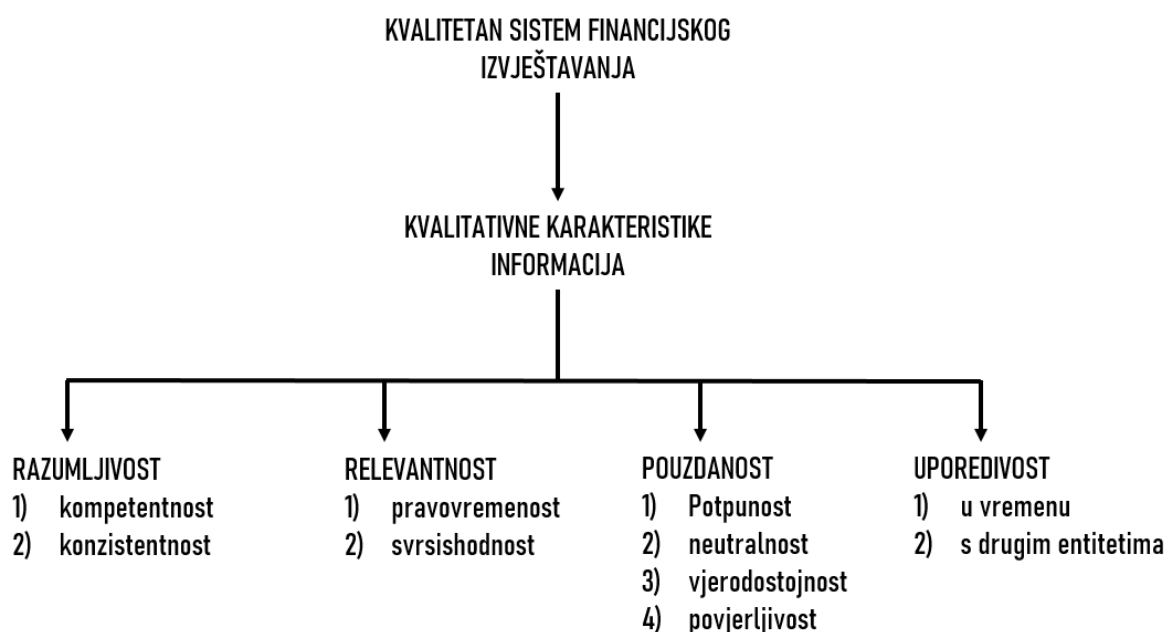 KVALITETAN SISTEM FINANCIJSKOG
IZVJEŠTAVANJA
KVALITATIVNE KARAKTERISTIKE
INFORMACIJA
RAZUMLJIVOST
1) kompetentnost
2) konzistentnost
RELEVANTNOST
1) pravovremenost
2) svrsishodnost
POUZDANOST
1) Potpunost
2) neutralnost
3) vjerodostojnost
4) povjerljivost
UPOREDIVOST
1) u vremenu
2) s drugim entitetima